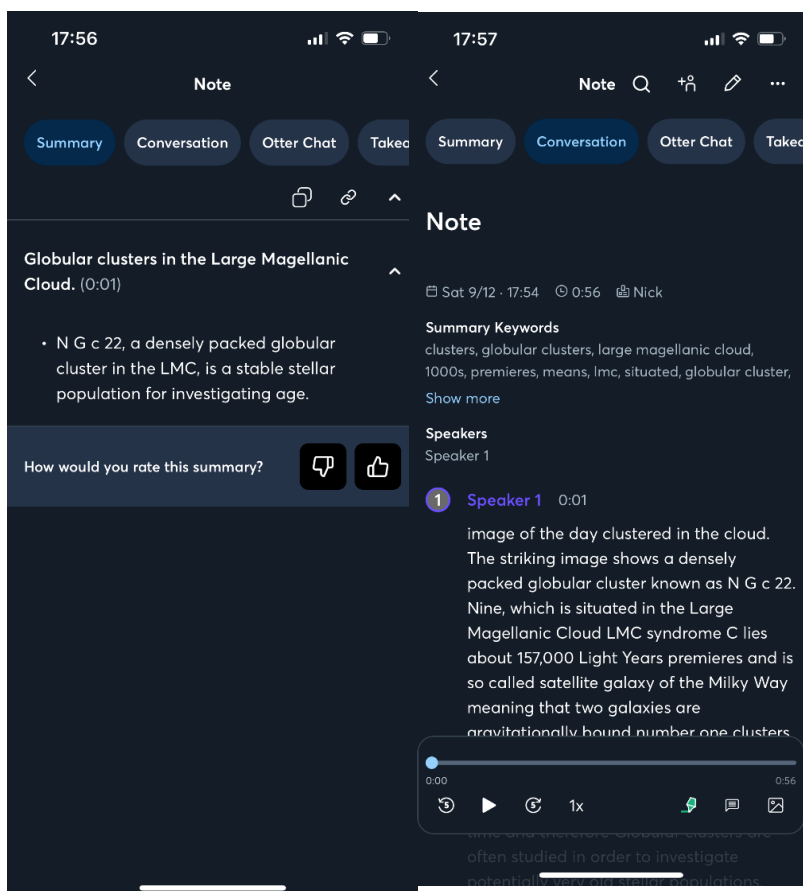 17:56
Note
Summary Conversation Otter Chat Takea
Globular clusters in the Large Magellanic
Cloud. (0:01)
• N G c 22, a densely packed globular
cluster in the LMC, is a stable stellar
population for investigating age.
How would you rate this summary?
17:57
Note
Summary Conversation Otter Chat Takea
Note
Sat 9/12 · 17:54 0:56 Nick
Summary Keywords
clusters, globular clusters, large magellanic cloud,
1000s, premieres, means, lmc, situated, globular cluster,
Show more
Speakers
Speaker 1
1 Speaker 1 0:01
image of the day clustered in the cloud.
The striking image shows a densely
packed globular cluster known as N G c 22.
Nine, which is situated in the Large
Magellanic Cloud LMC syndrome C lies
about 157,000 Light Years premieres and is
so called satellite galaxy of the Milky Way
meaning that two galaxies are
gravitationally bound number one clusters
0:00 0:56
5 5 1x
time and therefore Globular clusters are
often studied in order to investigate
potentially very old stellar populations.